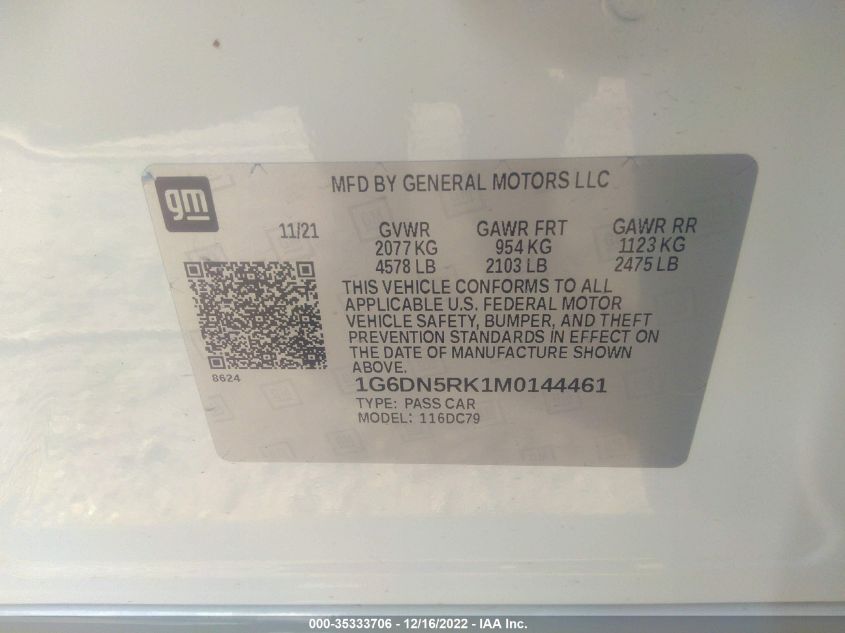 gm
MFD BY GENERAL MOTORS LLC
11/21 GVWR GAWR FRT GAWR RR
2077 KG 954 KG 1123 KG
4578 LB 2103 LB 2475 LB
THIS VEHICLE CONFORMS TO ALL
APPLICABLE U.S. FEDERAL MOTOR
VEHICLE SAFETY, BUMPER, AND THEFT
PREVENTION STANDARDS IN EFFECT ON
THE DATE OF MANUFACTURE SHOWN
ABOVE.
8624
1G6DN5RK1M0144461
TYPE: PASS CAR
MODEL: 116DC79
000-35333706 - 12/16/2022 - IAA Inc.